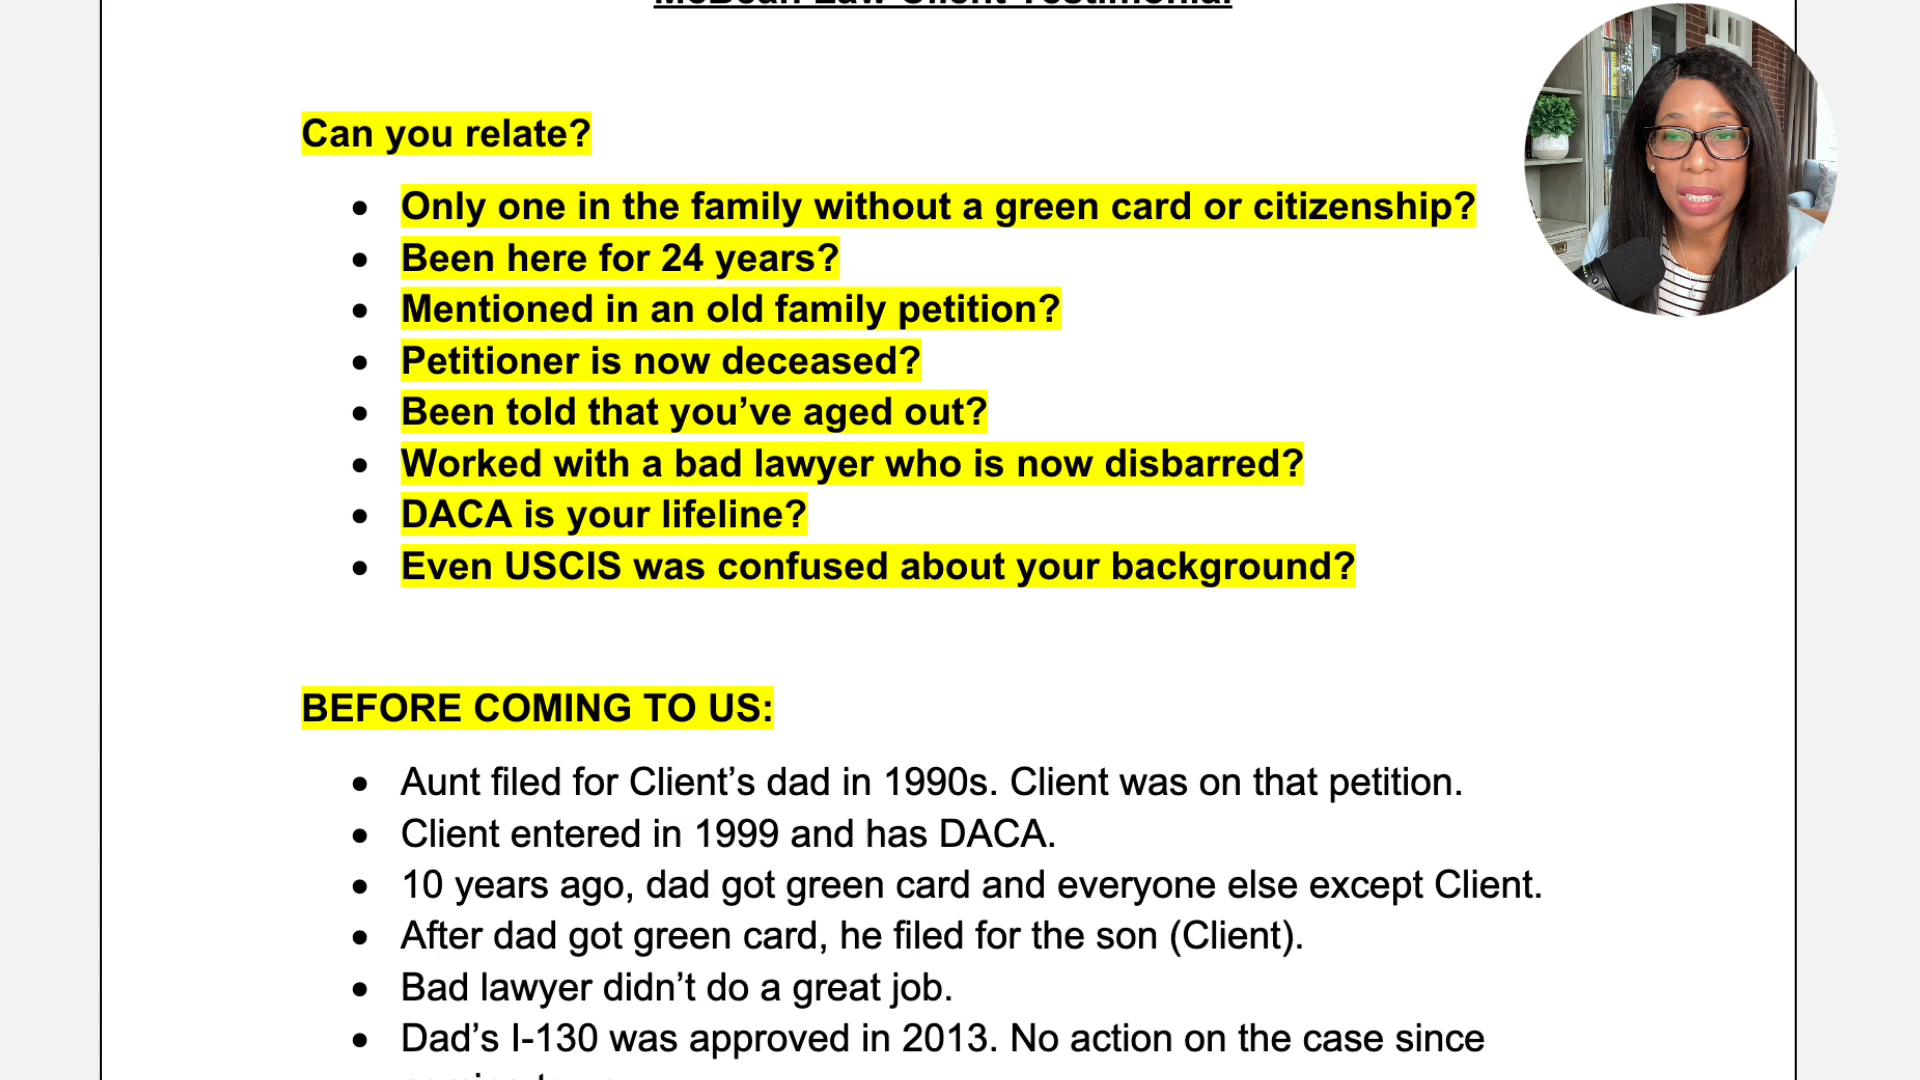 McBean Law Client Testimonial
Can you relate?
• Only one in the family without a green card or citizenship?
• Been here for 24 years?
• Mentioned in an old family petition?
• Petitioner is now deceased?
• Been told that you’ve aged out?
• Worked with a bad lawyer who is now disbarred?
• DACA is your lifeline?
• Even USCIS was confused about your background?
BEFORE COMING TO US:
• Aunt filed for Client’s dad in 1990s. Client was on that petition.
• Client entered in 1999 and has DACA.
• 10 years ago, dad got green card and everyone else except Client.
• After dad got green card, he filed for the son (Client).
• Bad lawyer didn’t do a great job.
• Dad’s I-130 was approved in 2013. No action on the case since